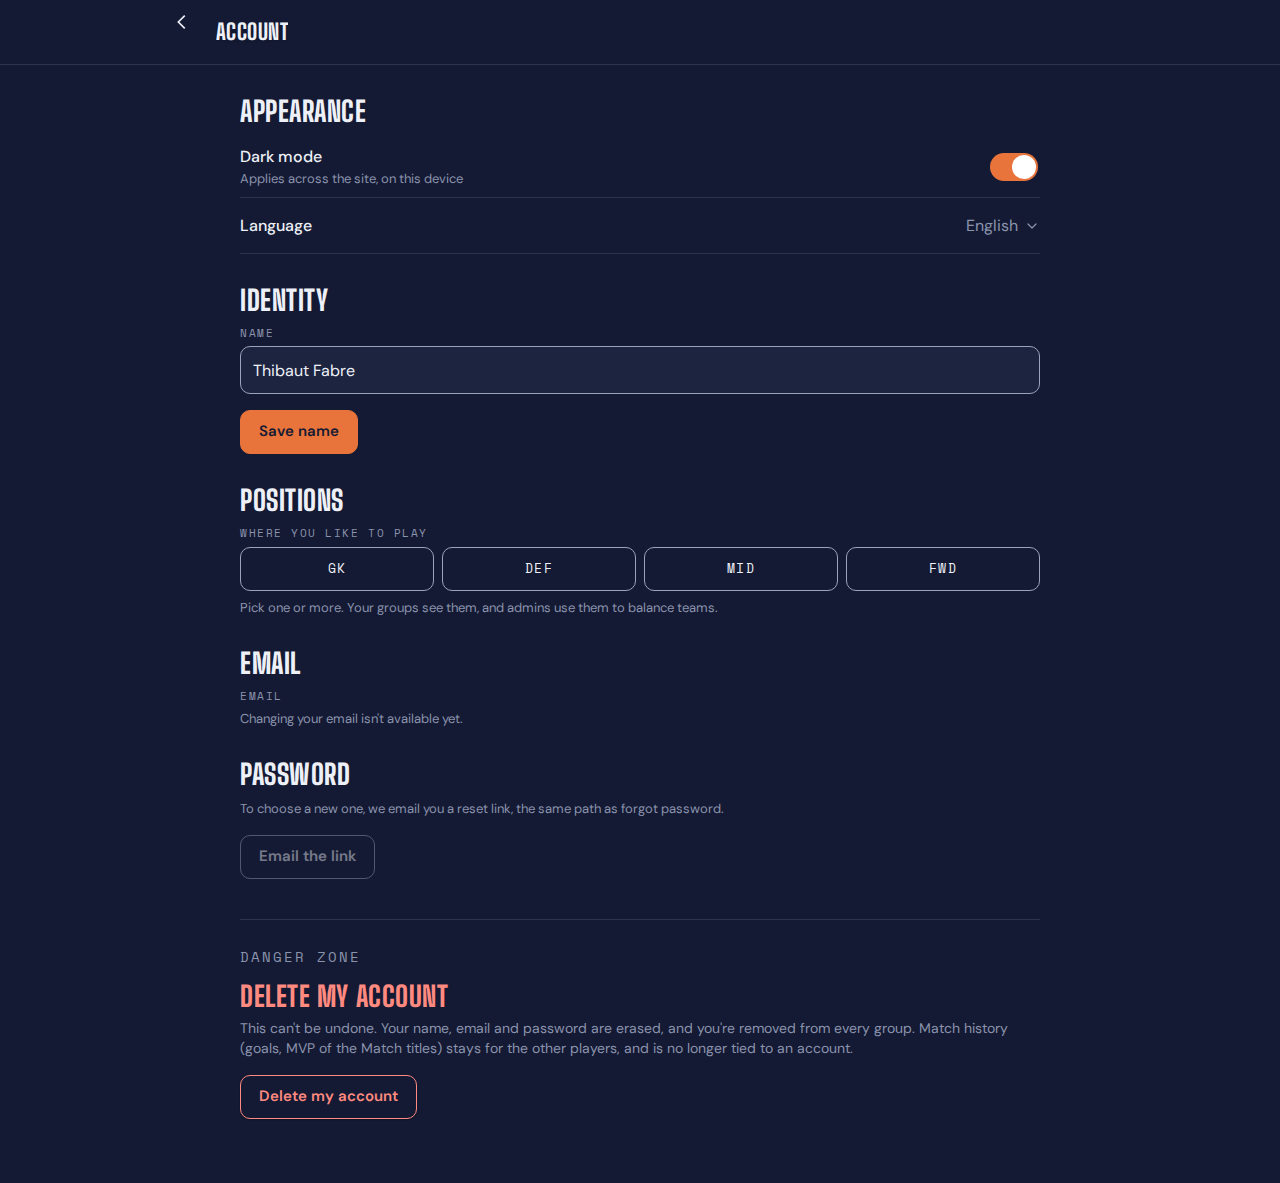 ACCOUNT
APPEARANCE
Dark mode
Applies across the site, on this device
Language
English
IDENTITY
NAME
Thibaut Fabre
Save name
POSITIONS
WHERE YOU LIKE TO PLAY
GK
DEF
MID
FWD
Pick one or more. Your groups see them, and admins use them to balance teams.
EMAIL
EMAIL
Changing your email isn't available yet.
PASSWORD
To choose a new one, we email you a reset link, the same path as forgot password.
Email the link
DANGER ZONE
DELETE MY ACCOUNT
This can't be undone. Your name, email and password are erased, and you're removed from every group. Match history
(goals, MVP of the Match titles) stays for the other players, and is no longer tied to an account.
Delete my account